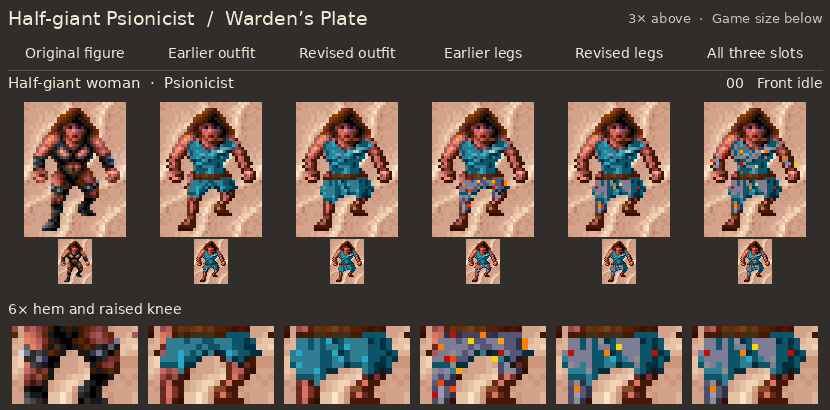 Half-giant Psionicist / Warden’s Plate
3× above · Game size below
Original figure
Earlier outfit
Revised outfit
Earlier legs
Revised legs
All three slots
Half-giant woman · Psionicist
00 Front idle
6× hem and raised knee